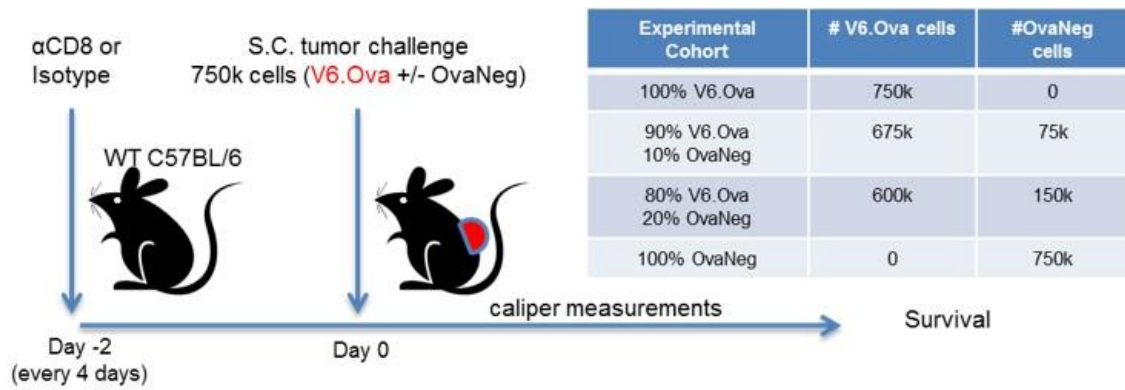 αCD8 or
Isotype
S.C. tumor challenge
750k cells (V6.Ova +/- OvaNeg)
WT C57BL/6
caliper measurements
Survival
Day -2
(every 4 days)
Day 0
Experimental
Cohort
# V6.Ova cells
#OvaNeg
cells
100% V6.Ova
750k
0
90% V6.Ova
10% OvaNeg
675k
75k
80% V6.Ova
20% OvaNeg
600k
150k
100% OvaNeg
0
750k